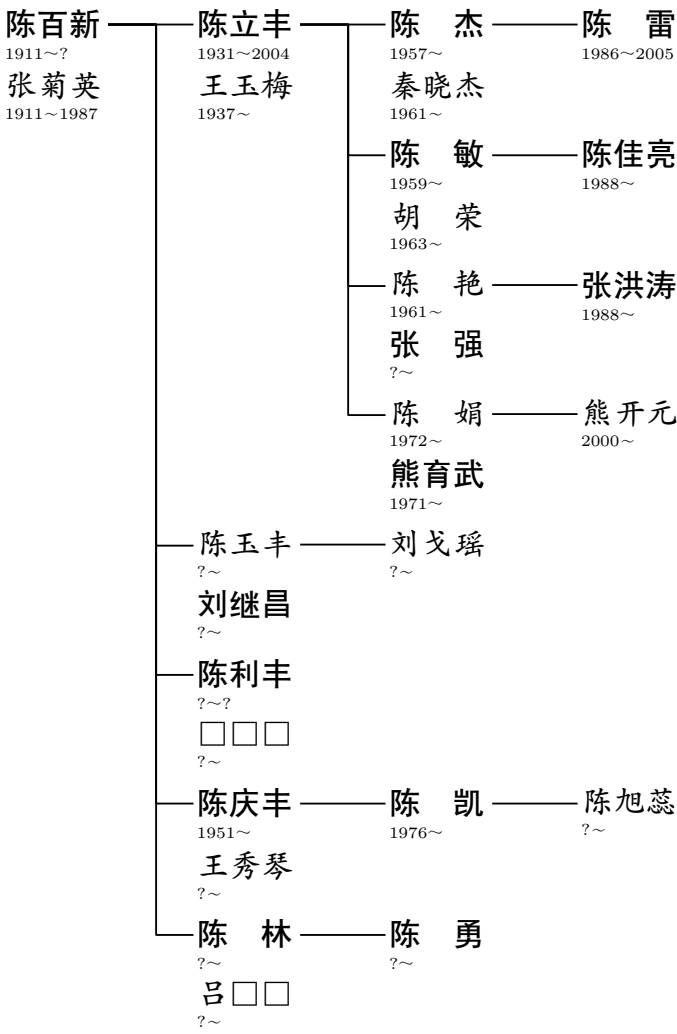 陈百新 陈立丰 陈 杰 陈 雷
1911～? 1931～2004 1957～ 1986～2005
张菊英 王玉梅 秦晓杰
1911～1987 1937～ 1961～
陈 敏 陈佳亮
1959～ 1988～
胡 荣
1963～
陈 艳 张洪涛
1961～ 1988～
张 强
?～
陈 娟 熊开元
1972～ 2000～
熊育武
1971～
陈玉丰 刘戈瑶
?～ ?～
刘继昌
?～
陈利丰
?～?
□□□
?～
陈庆丰 陈 凯 陈旭蕊
1951～ 1976～ ?～
王秀琴
?～
陈 林 陈 勇
?～ ?～
吕□□
?～